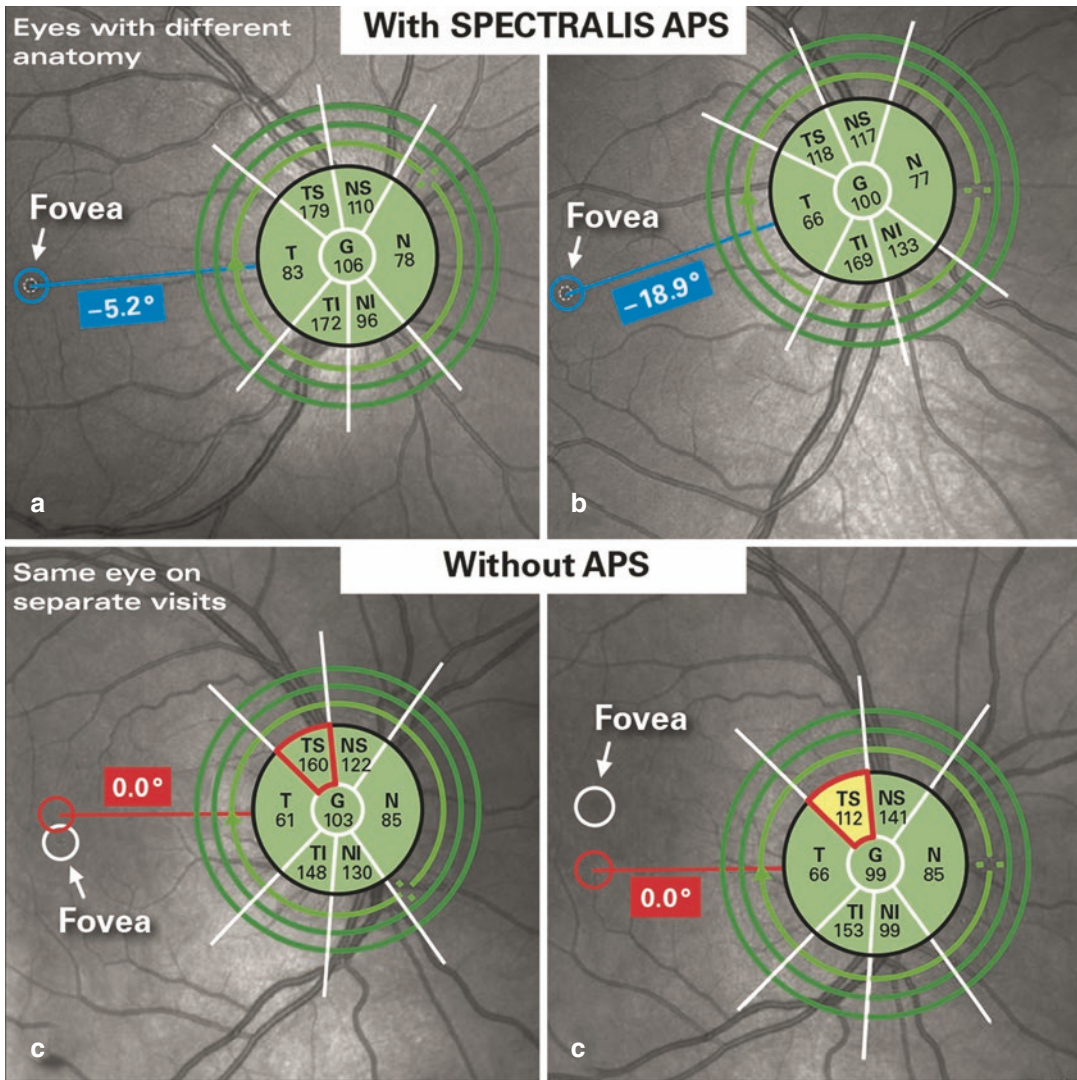 Eyes with different
anatomy
With SPECTRALIS APS
Fovea
−5.2°
TS
179
NS
110
T
83
G
106
N
78
TI
172
NI
96
a
Fovea
−18.9°
TS
118
NS
117
T
66
G
100
N
77
TI
169
NI
133
b
Same eye on
separate visits
Without APS
0.0°
Fovea
TS
160
NS
122
T
61
G
103
N
85
TI
148
NI
130
c
Fovea
0.0°
TS
112
NS
141
T
66
G
99
N
85
TI
153
NI
99
c